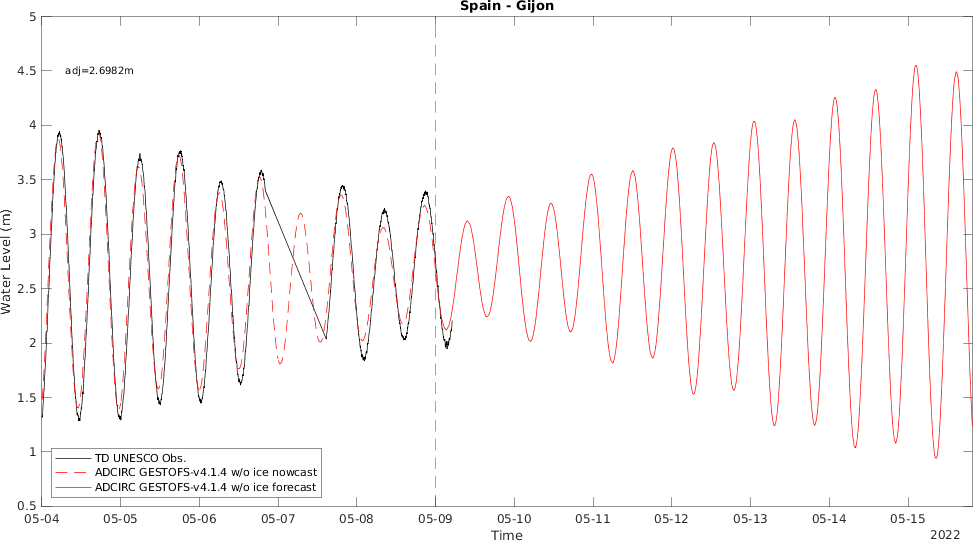 Spain - Gijon
5
4.5
4
3.5
3
2.5
2
1.5
1
0.5
Water Level (m)
adj=2.6982m
TD UNESCO Obs.
ADCIRC GESTOFS-v4.1.4 w/o ice nowcast
ADCIRC GESTOFS-v4.1.4 w/o ice forecast
05-04 05-05 05-06 05-07 05-08 05-09 05-10 05-11 05-12 05-13 05-14 05-15
Time
2022